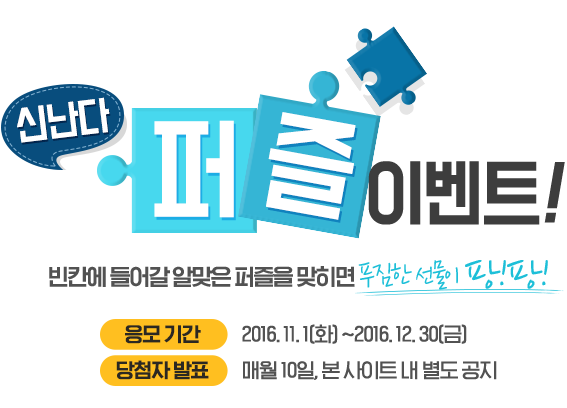 신난다
퍼즐이벤트!
빈칸에 들어갈 알맞은 퍼즐을 맞히면 푸짐한 선물이 팡!팡!
응모 기간 2016. 11. 1(화) ~2016. 12. 30(금)
당첨자 발표 매월 10일, 본 사이트 내 별도 공지